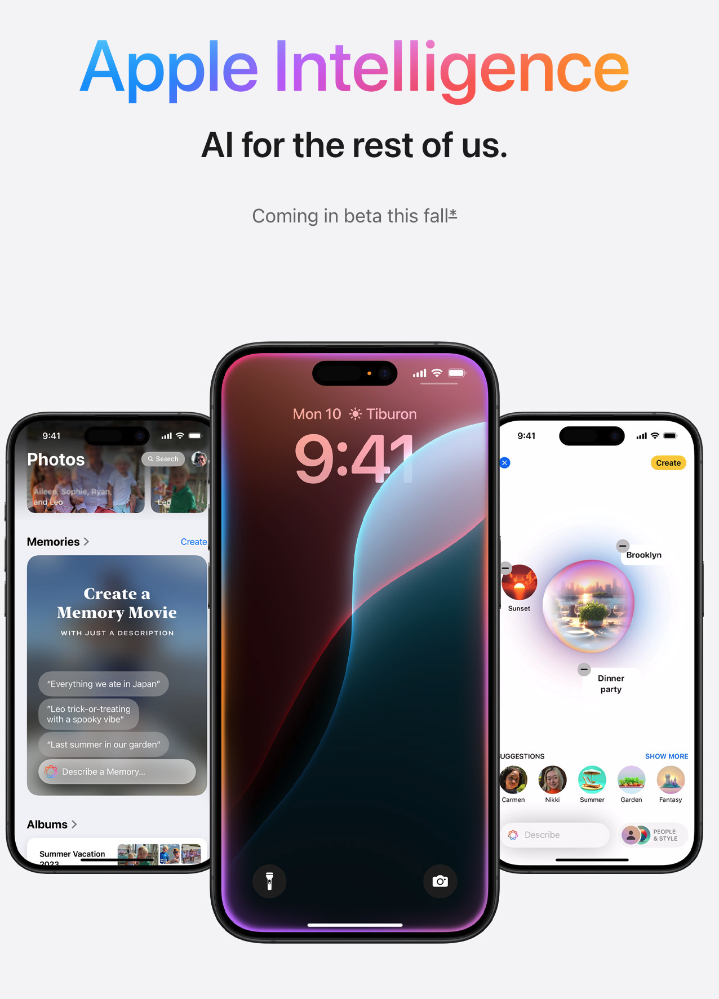 Apple Intelligence
AI for the rest of us.
Coming in beta this fall*
9:41
Photos
Search
Aileen, Sophie, Ryan,
and Leo
Leo
Memories >
Create
Create a
Memory Movie
WITH JUST A DESCRIPTION
“Everything we ate in Japan”
“Leo trick-or-treating
with a spooky vibe”
“Last summer in our garden”
Describe a Memory...
Albums >
Summer Vacation
2023
Mon 10 Tiburon
9:41
9:41
Create
Brooklyn
Sunset
Dinner
party
UGGESTIONS
SHOW MORE
Carmen
Nikki
Summer
Garden
Fantasy
Describe
PEOPLE
& STYLE